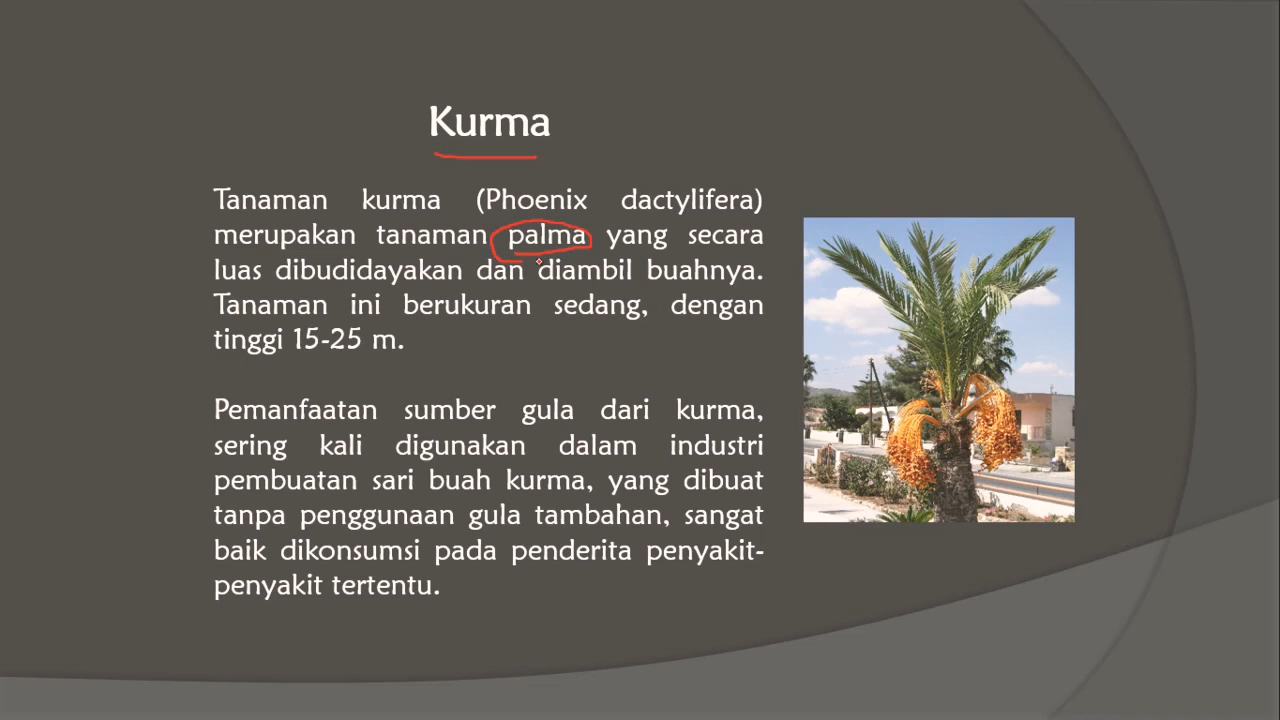 Kurma
Tanaman kurma (Phoenix dactylifera)
merupakan tanaman palma yang secara
luas dibudidayakan dan diambil buahnya.
Tanaman ini berukuran sedang, dengan
tinggi 15-25 m.
Pemanfaatan sumber gula dari kurma,
sering kali digunakan dalam industri
pembuatan sari buah kurma, yang dibuat
tanpa penggunaan gula tambahan, sangat
baik dikonsumsi pada penderita penyakit-
penyakit tertentu.